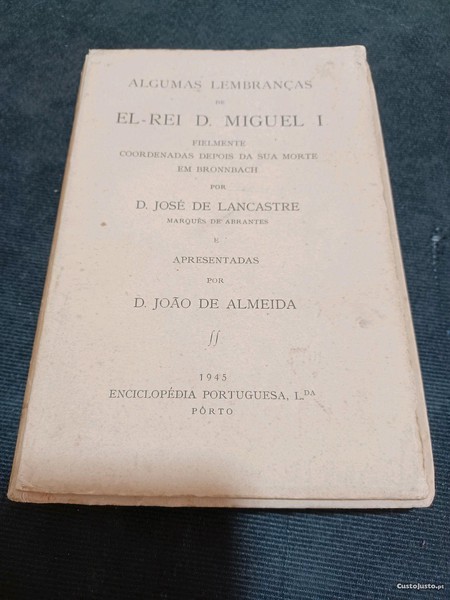 ALGUMAS LEMBRANÇAS
DE
EL-REI D. MIGUEL I
FIELMENTE
COORDENADAS DEPOIS DA SUA MORTE
EM BRONNBACH
POR
D. JOSÉ DE LANCASTRE
MARQUÊS DE ABRANTES
E
APRESENTADAS
POR
D. JOÃO DE ALMEIDA
1945
ENCICLOPÉDIA PORTUGUESA, L.DA
PÔRTO
CustoJusto.pt